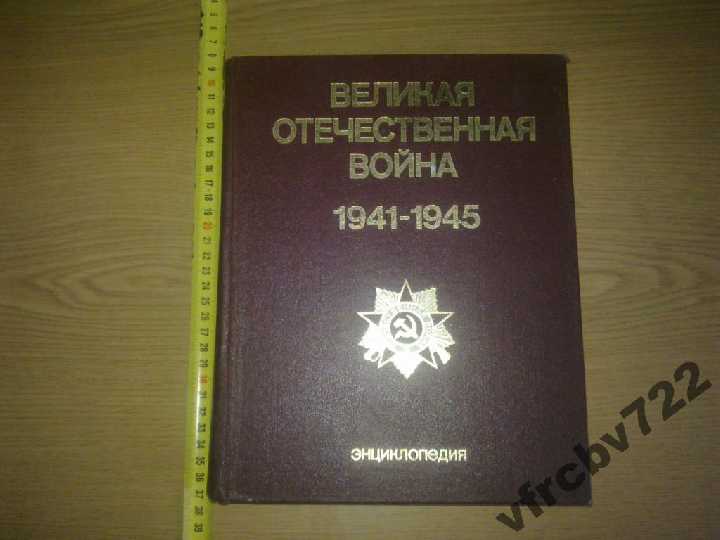 ВЕЛИКАЯ
ОТЕЧЕСТВЕННАЯ
ВОЙНА
1941-1945
ЭНЦИКЛОПЕДИЯ
vfrcbv722